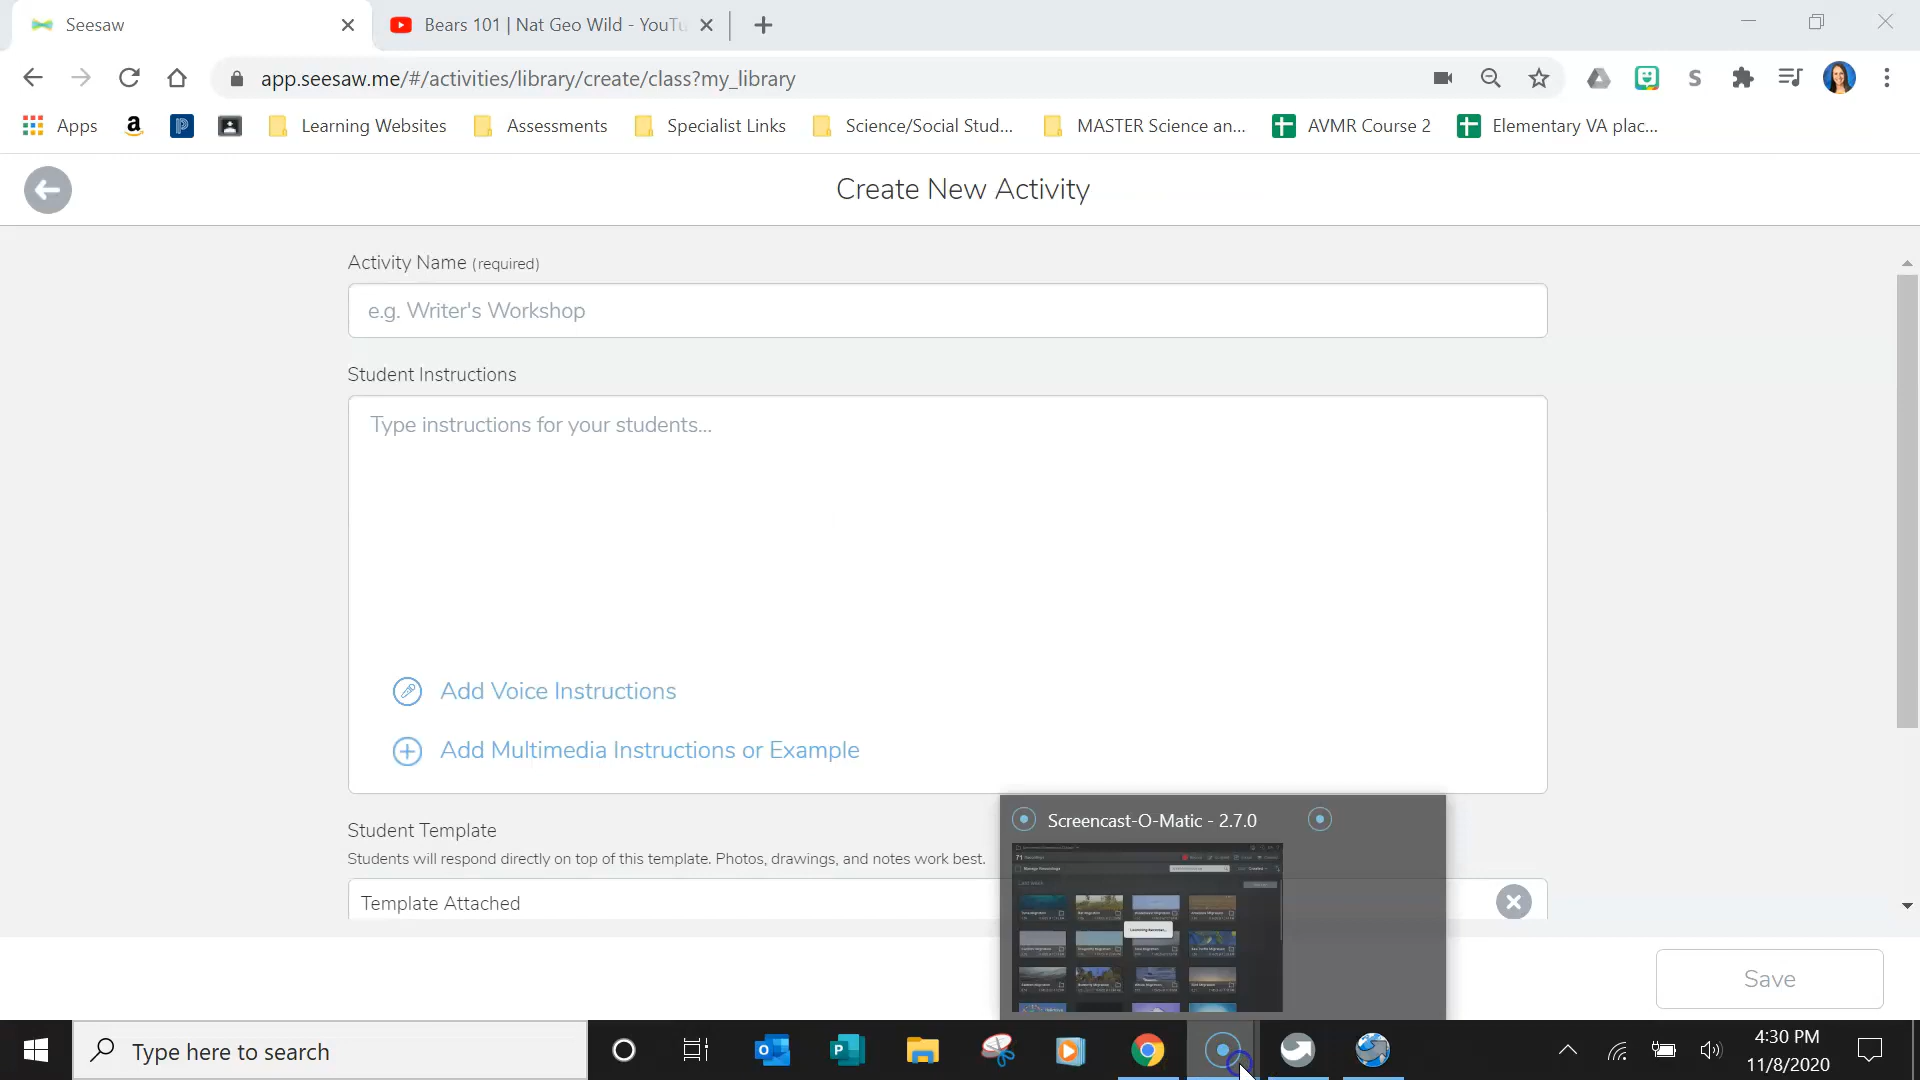 Seesaw
Bears 101 | Nat Geo Wild - YouTu
app.seesaw.me/#/activities/library/create/class?my_library
Apps
Learning Websites
Assessments
Specialist Links
Science/Social Stud...
MASTER Science an...
AVMR Course 2
Elementary VA plac...
Create New Activity
Activity Name (required)
e.g. Writer's Workshop
Student Instructions
Type instructions for your students...
Add Voice Instructions
Add Multimedia Instructions or Example
Student Template
Students will respond directly on top of this template. Photos, drawings, and notes work best.
Template Attached
Screencast-O-Matic - 2.7.0
Save
Type here to search
4:30 PM
11/8/2020